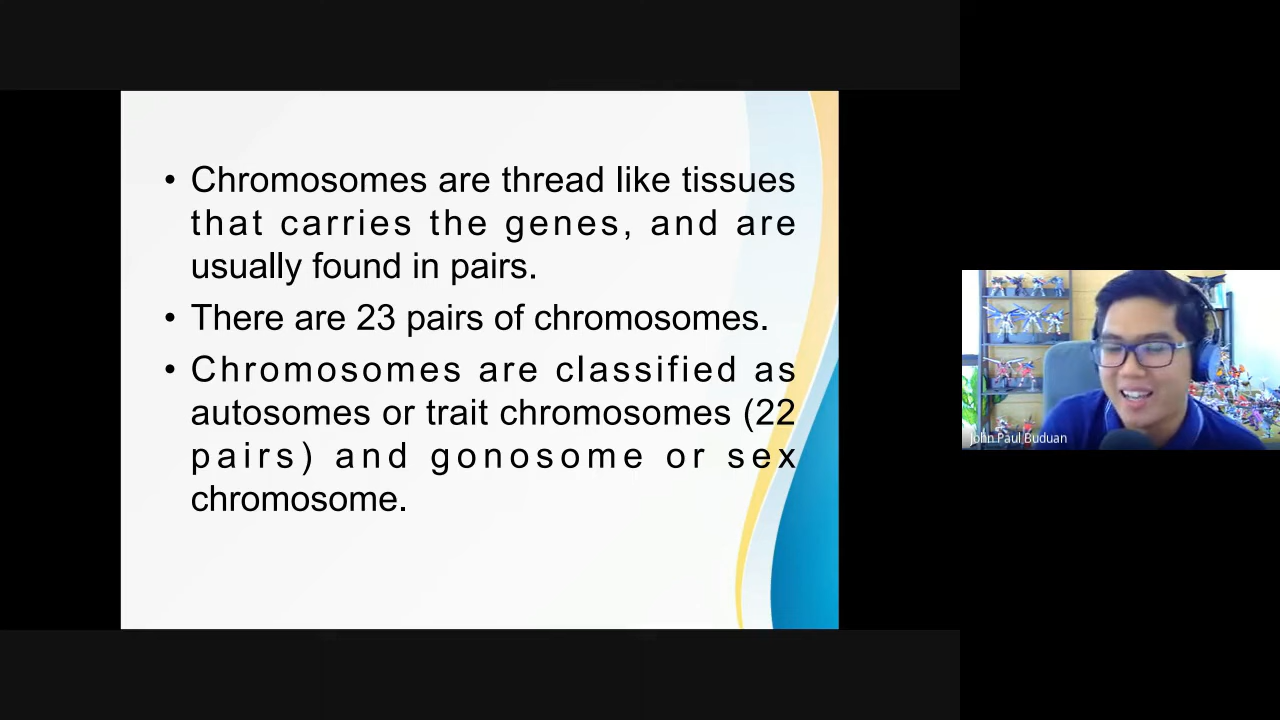 • Chromosomes are thread like tissues
that carries the genes, and are
usually found in pairs.
• There are 23 pairs of chromosomes.
• Chromosomes are classified as
autosomes or trait chromosomes (22
pairs) and gonosome or sex
chromosome.
John Paul Buduan